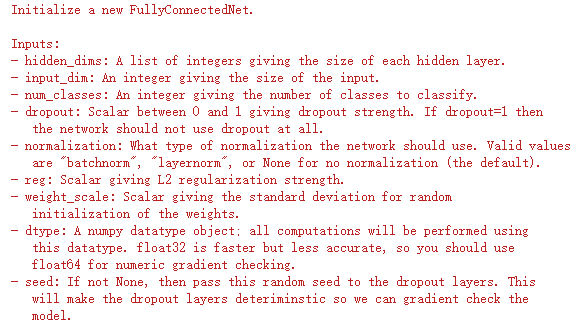 Initialize a new FullyConnectedNet.

Inputs:
- hidden_dims: A list of integers giving the size of each hidden layer.
- input_dim: An integer giving the size of the input.
- num_classes: An integer giving the number of classes to classify.
- dropout: Scalar between 0 and 1 giving dropout strength. If dropout=1 then
  the network should not use dropout at all.
- normalization: What type of normalization the network should use. Valid values
  are "batchnorm", "layernorm", or None for no normalization (the default).
- reg: Scalar giving L2 regularization strength.
- weight_scale: Scalar giving the standard deviation for random
  initialization of the weights.
- dtype: A numpy datatype object; all computations will be performed using
  this datatype. float32 is faster but less accurate, so you should use
  float64 for numeric gradient checking.
- seed: If not None, then pass this random seed to the dropout layers. This
  will make the dropout layers deteriminstic so we can gradient check the
  model.